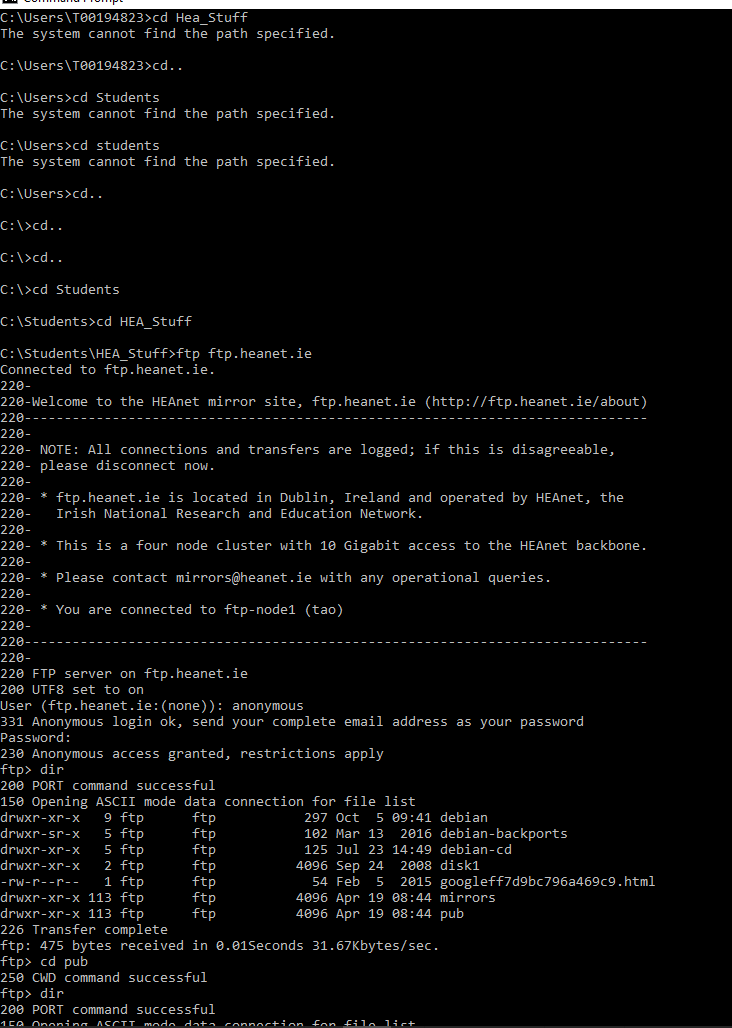 Command Prompt
C:\Users\T00194823>cd Hea_Stuff
The system cannot find the path specified.
C:\Users\T00194823>cd..
C:\Users>cd Students
The system cannot find the path specified.
C:\Users>cd students
The system cannot find the path specified.
C:\Users>cd..
C:\>cd..
C:\>cd..
C:\>cd Students
C:\Students>cd HEA_Stuff
C:\Students\HEA_Stuff>ftp ftp.heanet.ie
Connected to ftp.heanet.ie.
220-
220-Welcome to the HEAnet mirror site, ftp.heanet.ie (http://ftp.heanet.ie/about)
220------------------------------------------------------------------------------
220-
220- NOTE: All connections and transfers are logged; if this is disagreeable,
220- please disconnect now.
220-
220- * ftp.heanet.ie is located in Dublin, Ireland and operated by HEAnet, the
220-   Irish National Research and Education Network.
220-
220- * This is a four node cluster with 10 Gigabit access to the HEAnet backbone.
220-
220- * Please contact mirrors@heanet.ie with any operational queries.
220-
220- * You are connected to ftp-node1 (tao)
220-
220------------------------------------------------------------------------------
220-
220 FTP server on ftp.heanet.ie
200 UTF8 set to on
User (ftp.heanet.ie:(none)): anonymous
331 Anonymous login ok, send your complete email address as your password
Password:
230 Anonymous access granted, restrictions apply
ftp> dir
200 PORT command successful
150 Opening ASCII mode data connection for file list
drwxr-xr-x   9 ftp      ftp           297 Oct  5 09:41 debian
drwxr-sr-x   5 ftp      ftp           102 Mar 13  2016 debian-backports
drwxr-xr-x   5 ftp      ftp           125 Jul 23 14:49 debian-cd
drwxr-xr-x   2 ftp      ftp          4096 Sep 24  2008 disk1
-rw-r--r--   1 ftp      ftp            54 Feb  5  2015 googleff7d9bc796a469c9.html
drwxr-xr-x 113 ftp      ftp          4096 Apr 19 08:44 mirrors
drwxr-xr-x 113 ftp      ftp          4096 Apr 19 08:44 pub
226 Transfer complete
ftp: 475 bytes received in 0.01Seconds 31.67Kbytes/sec.
ftp> cd pub
250 CWD command successful
ftp> dir
200 PORT command successful
150 Opening ASCII mode data connection for file list